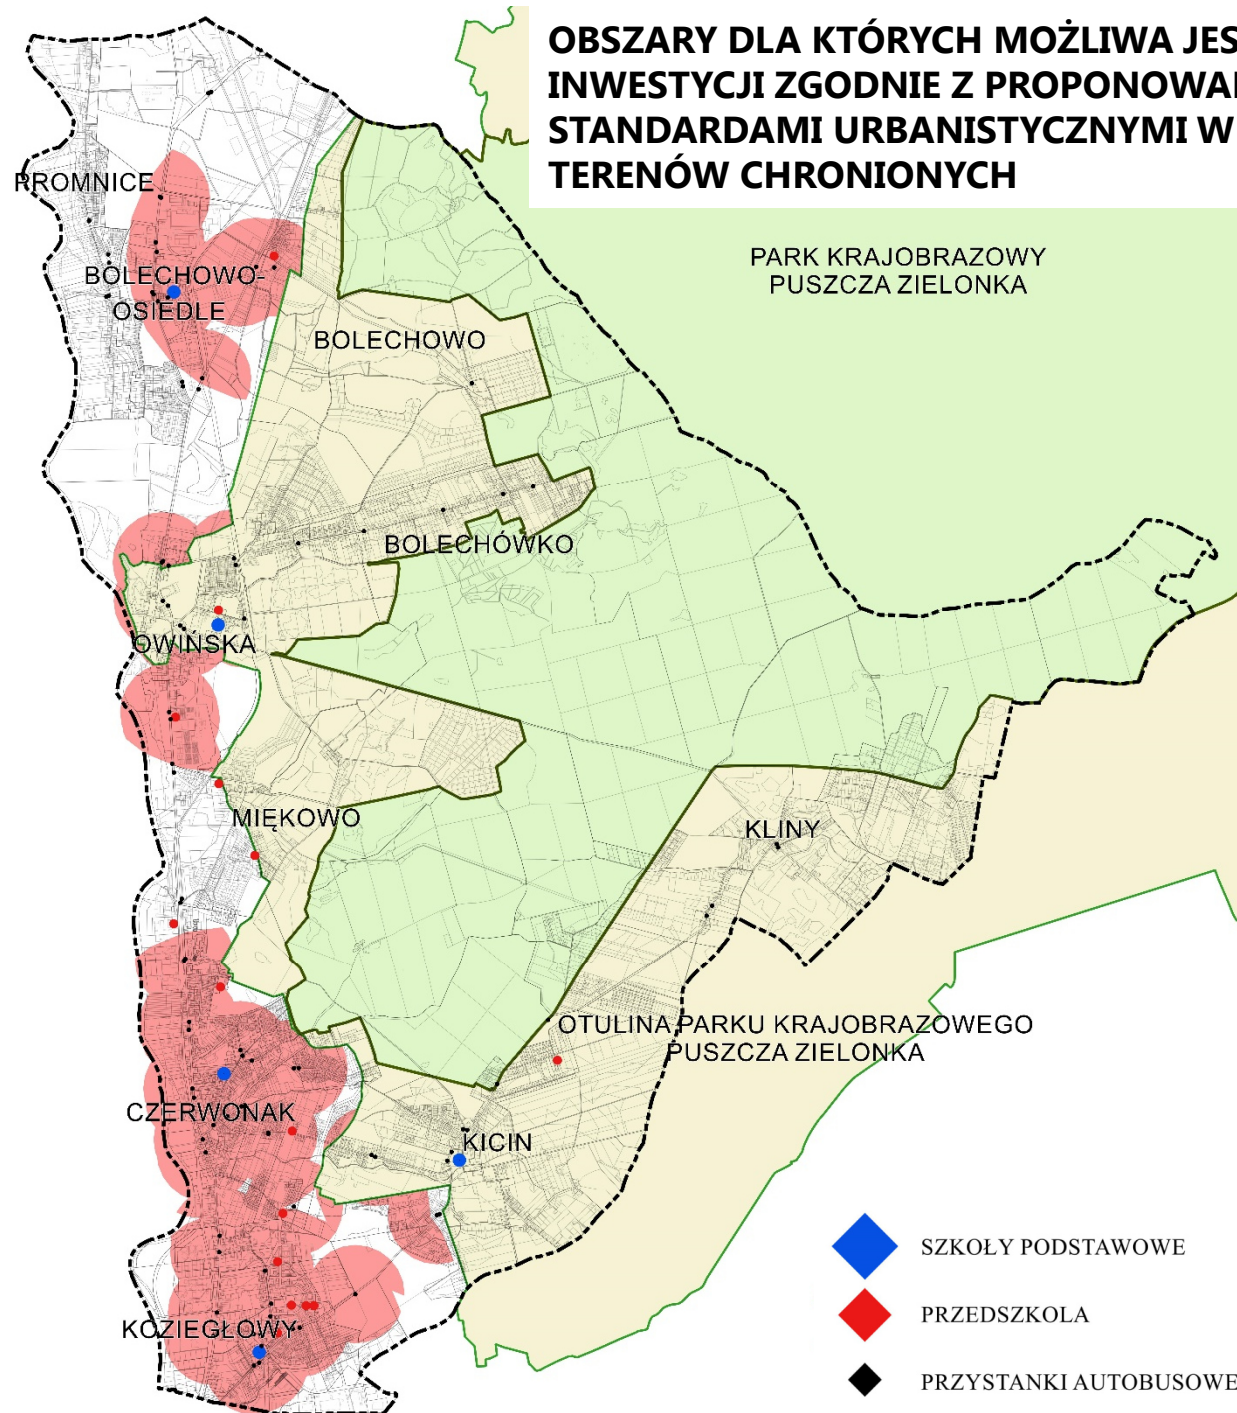 OBSZARY DLA KTÓRYCH MOŻLIWA JES
INWESTYCJI ZGODNIE Z PROPONOWA
STANDARDAMI URBANISTYCZNYMI W
TERENÓW CHRONIONYCH
PROMNICE
PARK KRAJOBRAZOWY
PUSZCZA ZIELONKA
BOLECHOWO-
OSIEDLE
BOLECHOWO
BOLECHÓWKO
OWIŃSKA
MIĘKOWO
KLINY
OTULINA PARKU KRAJOBRAZOWEGO
PUSZCZA ZIELONKA
CZERWONAK
KICIN
KOZIEGŁOWY
SZKOŁY PODSTAWOWE
PRZEDSZKOLA
PRZYSTANKI AUTOBUSOWE